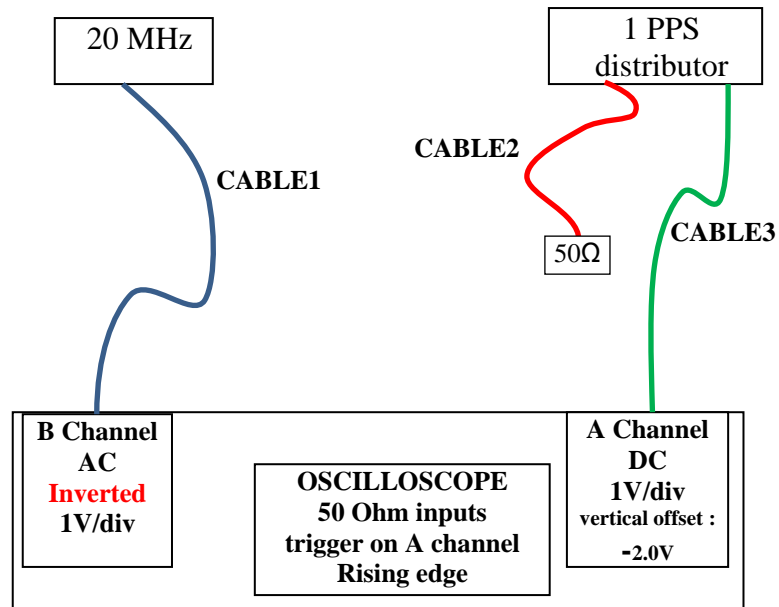 20 MHz
1 PPS
distributor
CABLE2
CABLE1
CABLE3
50Ω
B Channel
AC
Inverted
1V/div
OSCILLOSCOPE
50 Ohm inputs
trigger on A channel
Rising edge
A Channel
DC
1V/div
vertical offset :
-2.0V